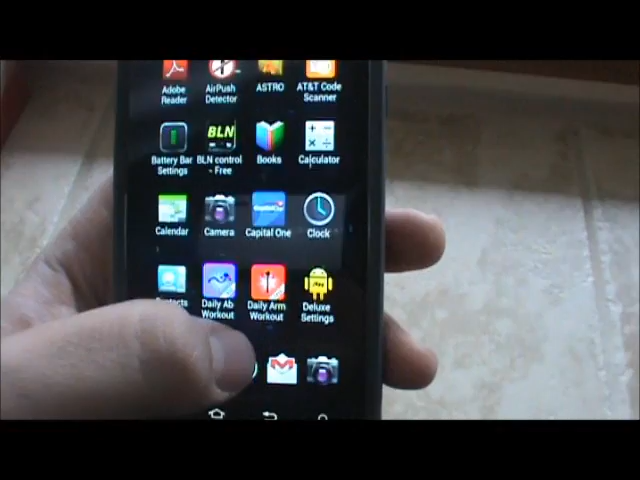 Adobe Reader
AirPush Detector
ASTRO
AT&T Code Scanner
Battery Bar Settings
BLN
BLN control - Free
Books
Calculator
Calendar
Camera
Capital One
Clock
Contacts
Daily Ab Workout
Daily Arm Workout
Deluxe Settings